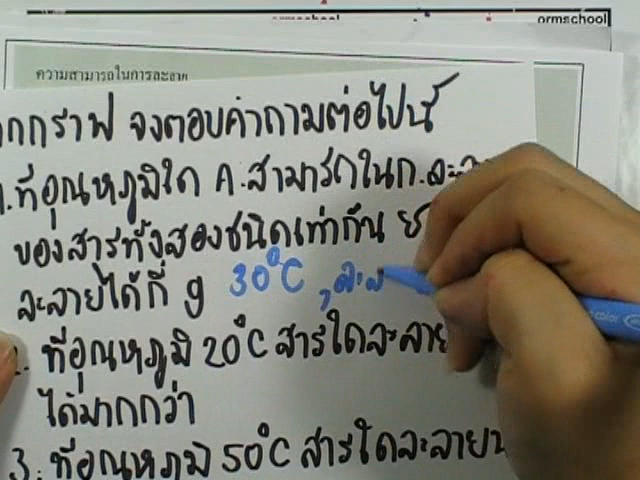 ormschool
ความสามารถในการละลาย
กกราฟ จงตอบคำถามต่อไปนี้
1. ที่อุณหภูมิใด ค.สามารถในก.ละล
ของสารทั้งสองชนิดเท่ากัน
ละลายได้กี่ g 30°C , ละล
2. ที่อุณหภูมิ 20°C สารใดละลาย
ได้มากกว่า
3. ที่อุณหภูมิ 50°C สารใดละลาย